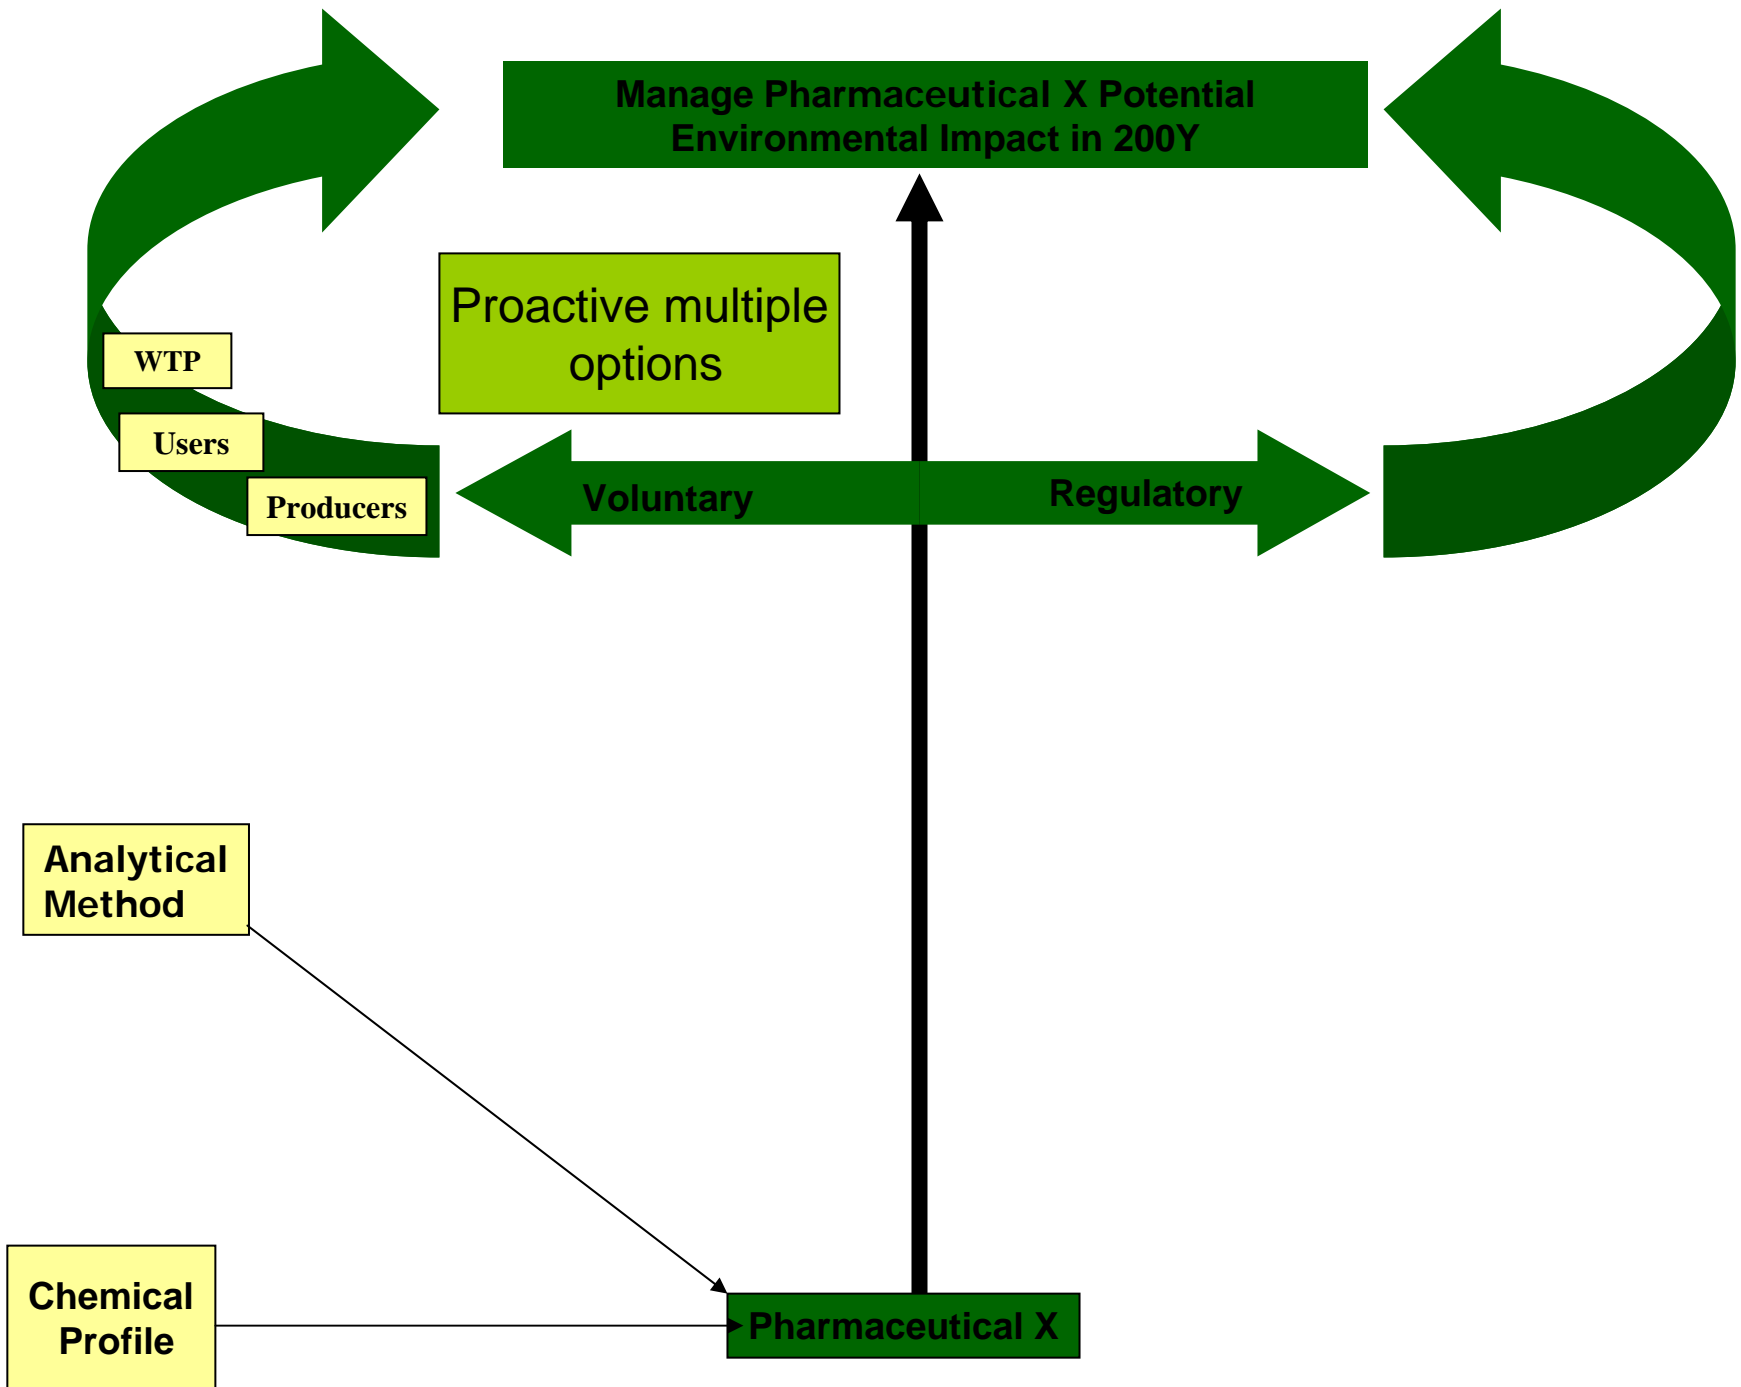 Manage Pharmaceutical X Potential
Environmental Impact in 200Y
Proactive multiple
options
WTP
Users
Producers
Voluntary
Regulatory
Analytical
Method
Chemical
Profile
Pharmaceutical X